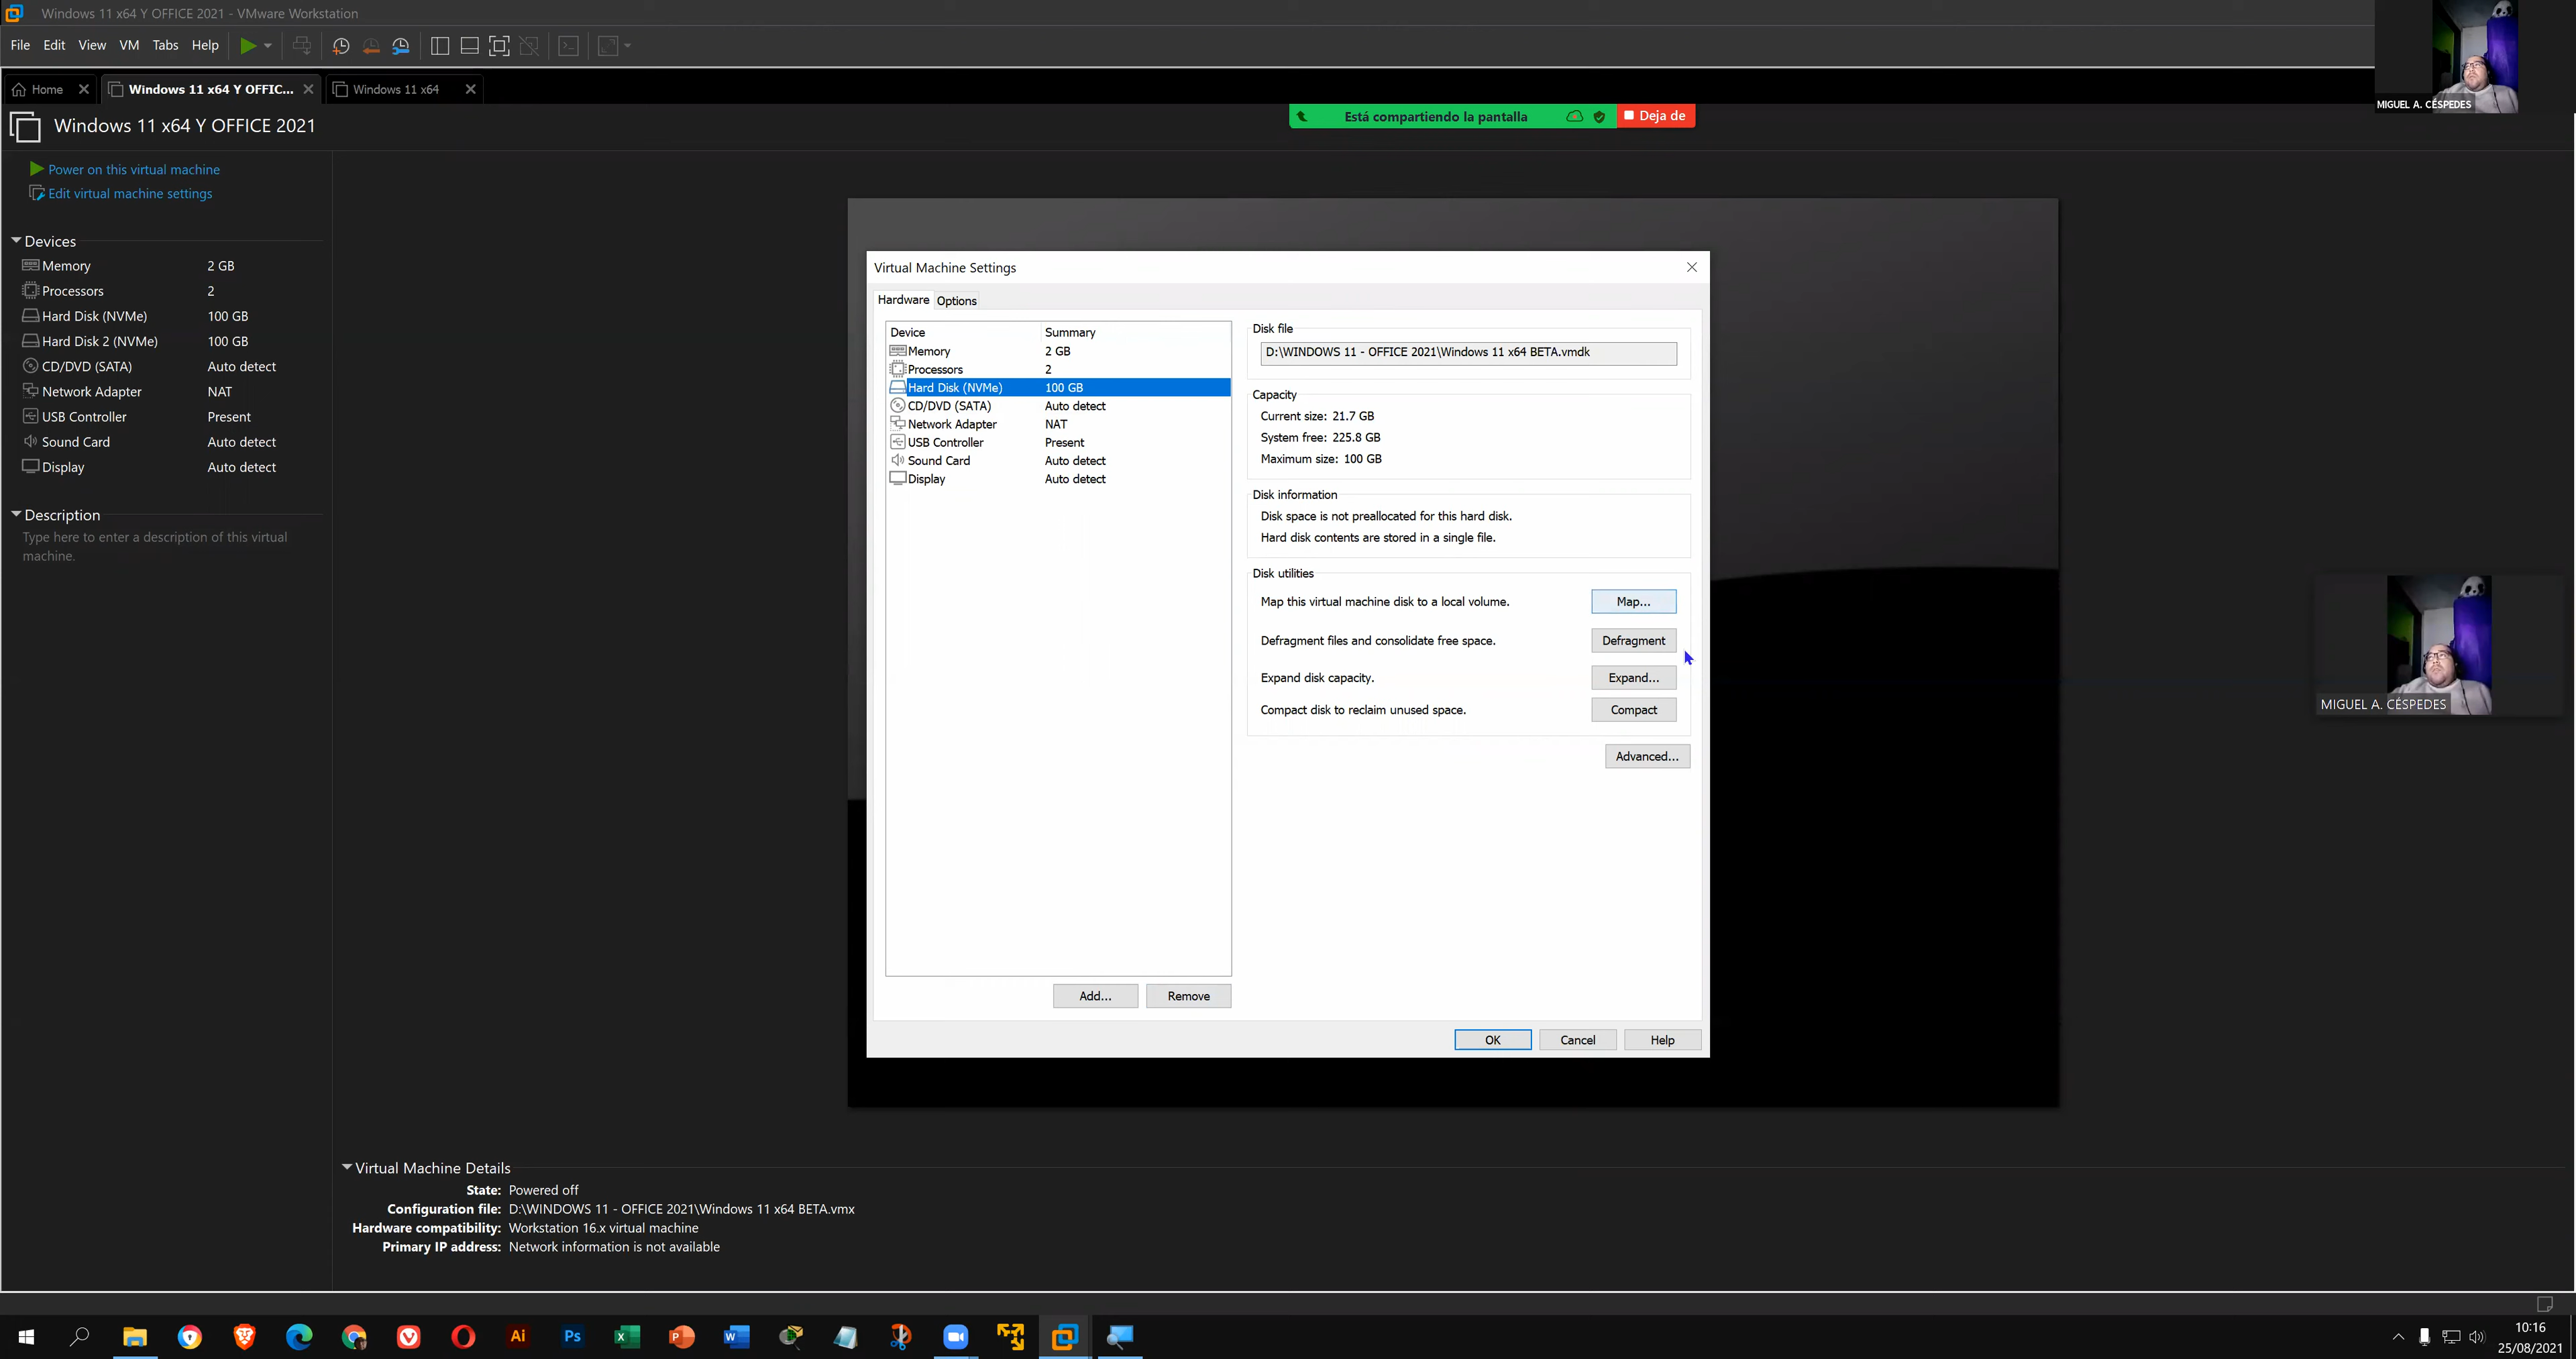 Windows 11 x64 Y OFFICE 2021 - VMware Workstation
File Edit View VM Tabs Help
Home
Windows 11 x64 Y OFFIC...
Windows 11 x64
MIGUEL A. CÉSPEDES
Está compartiendo la pantalla
Deja de
Windows 11 x64 Y OFFICE 2021
Power on this virtual machine
Edit virtual machine settings
Devices
Memory 2 GB
Processors 2
Hard Disk (NVMe) 100 GB
Hard Disk 2 (NVMe) 100 GB
CD/DVD (SATA) Auto detect
Network Adapter NAT
USB Controller Present
Sound Card Auto detect
Display Auto detect
Description
Type here to enter a description of this virtual
machine.
Virtual Machine Settings
Hardware Options
Device Summary
Memory 2 GB
Processors 2
Hard Disk (NVMe) 100 GB
CD/DVD (SATA) Auto detect
Network Adapter NAT
USB Controller Present
Sound Card Auto detect
Display Auto detect
Add...
Remove
Disk file
D:\WINDOWS 11 - OFFICE 2021\Windows 11 x64 BETA.vmdk
Capacity
Current size: 21.7 GB
System free: 225.8 GB
Maximum size: 100 GB
Disk information
Disk space is not preallocated for this hard disk.
Hard disk contents are stored in a single file.
Disk utilities
Map this virtual machine disk to a local volume. Map...
Defragment files and consolidate free space. Defragment
Expand disk capacity. Expand...
Compact disk to reclaim unused space. Compact
Advanced...
OK Cancel Help
MIGUEL A. CÉSPEDES
Virtual Machine Details
State: Powered off
Configuration file: D:\WINDOWS 11 - OFFICE 2021\Windows 11 x64 BETA.vmx
Hardware compatibility: Workstation 16.x virtual machine
Primary IP address: Network information is not available
Ai
Ps
10:16
25/08/2021